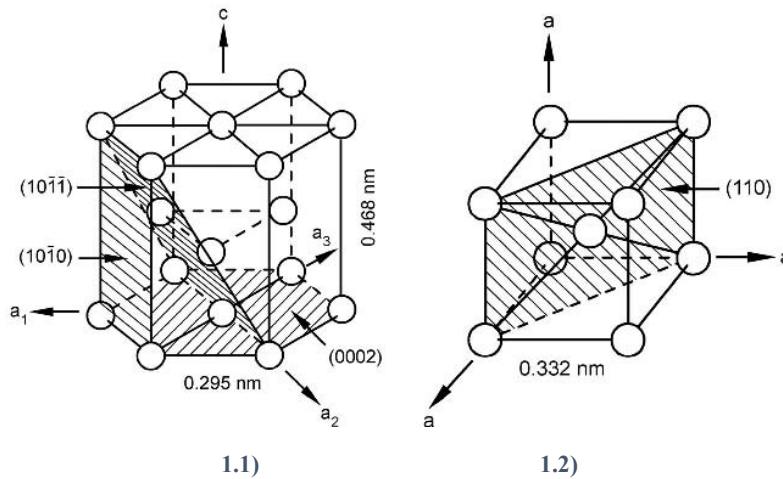 c
(101̄1̄)
(101̄0)
a₁
a₃
0.468 nm
(0002)
0.295 nm
a₂
1.1)
a
(110)
a
0.332 nm
a
1.2)